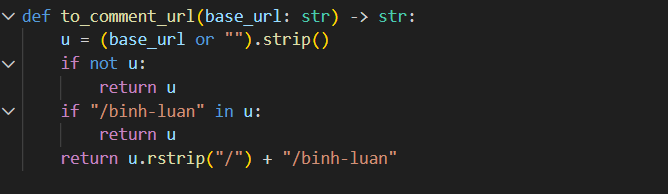 def to_comment_url(base_url: str) -> str:
    u = (base_url or "").strip()
    if not u:
        return u
    if "/binh-luan" in u:
        return u
    return u.rstrip("/") + "/binh-luan"